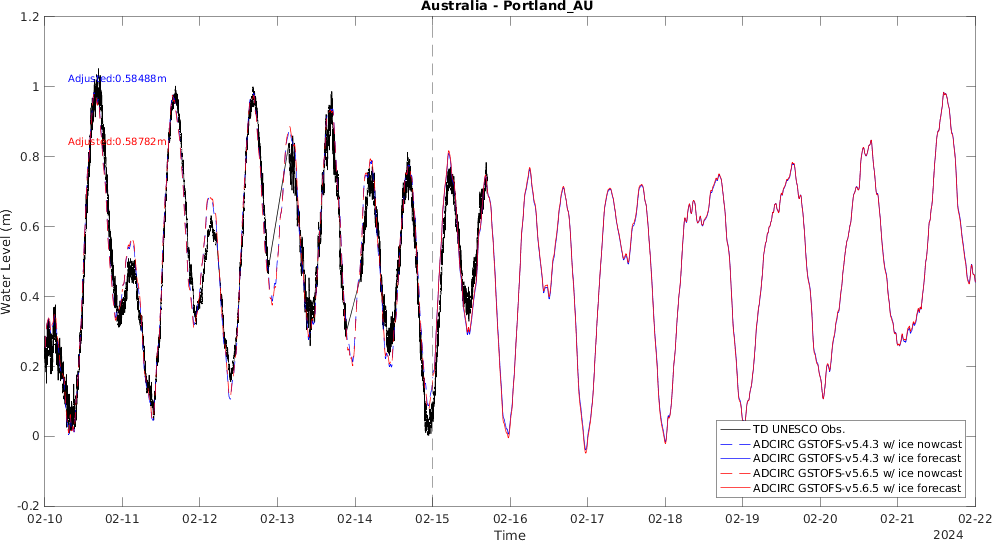 Australia - Portland_AU
Water Level (m)
1.2
1
0.8
0.6
0.4
0.2
0
-0.2
Adjusted:0.58488m
Adjusted:0.58782m
TD UNESCO Obs.
ADCIRC GSTOFS-v5.4.3 w/ ice nowcast
ADCIRC GSTOFS-v5.4.3 w/ ice forecast
ADCIRC GSTOFS-v5.6.5 w/ ice nowcast
ADCIRC GSTOFS-v5.6.5 w/ ice forecast
02-10 02-11 02-12 02-13 02-14 02-15 02-16 02-17 02-18 02-19 02-20 02-21 02-22
Time
2024